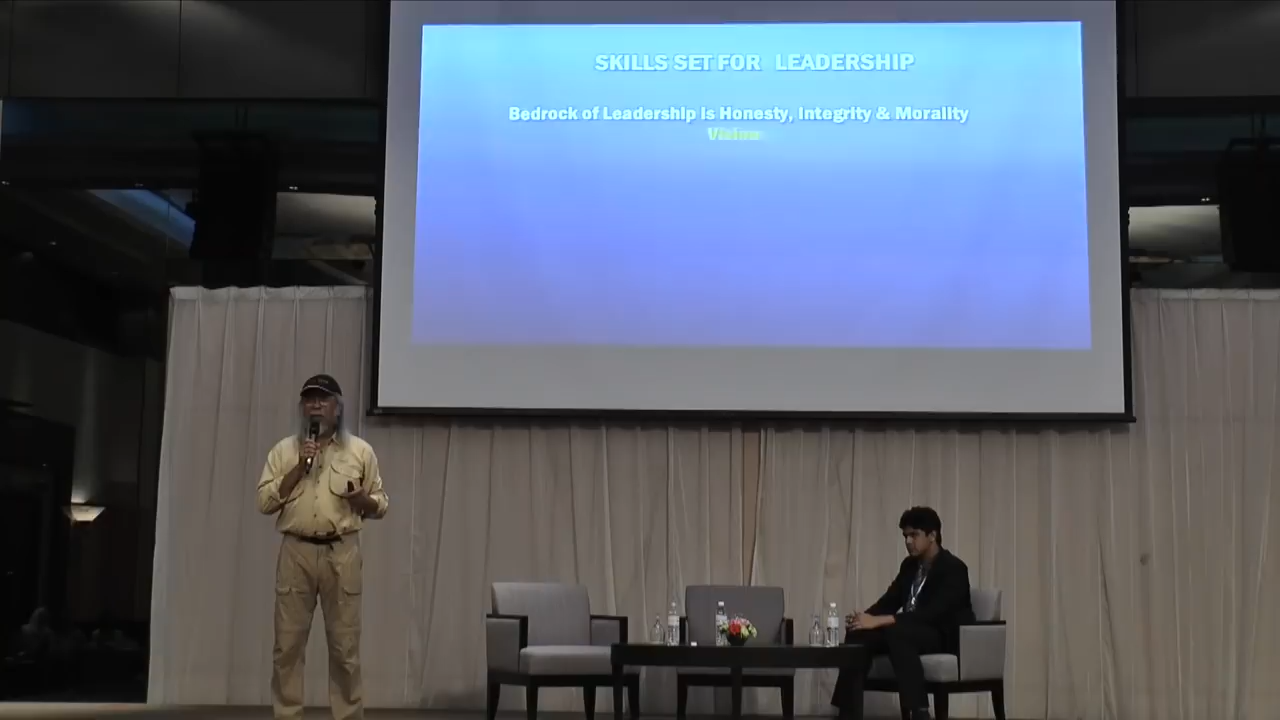 SKILLS SET FOR LEADERSHIP
Bedrock of Leadership is Honesty, Integrity & Morality
Vision